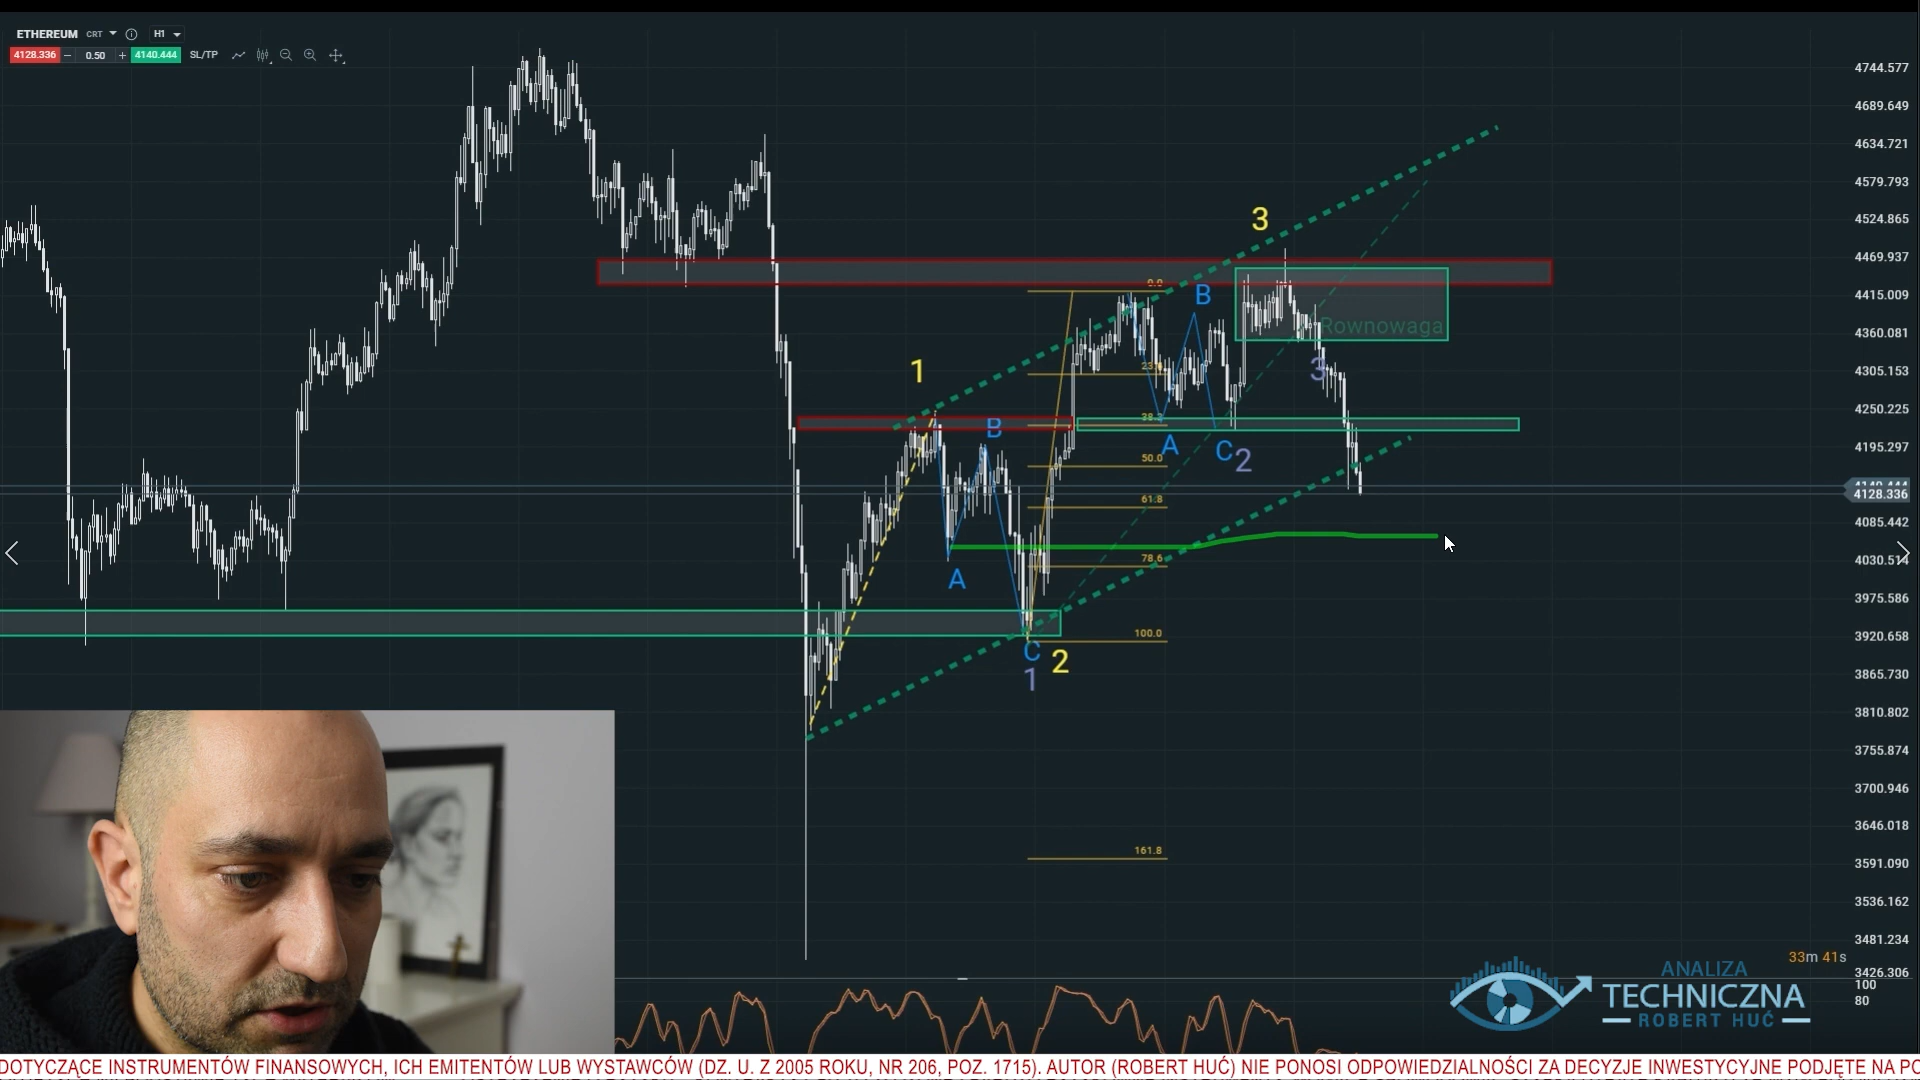 ETHEREUM CRT H1
4128.336 − 0.50 + 4140.444 SL/TP
4744.577
4689.649
4634.721
4579.793
4524.865
4469.937
4415.009
4360.081
4305.153
4250.225
4195.297
4128.336
4085.442
4030.514
3975.586
3920.658
3865.730
3810.802
3755.874
3700.946
3646.018
3591.090
3536.162
3481.234
3426.306
100
80
3
0.0
B
Rownowaga
1
3
B
38.2
A
C
2
50.0
61.8
78.6
A
100.0
C
2
1
161.8
33m 41s
ANALIZA
TECHNICZNA
ROBERT HUĆ
DOTYCZĄCE INSTRUMENTÓW FINANSOWYCH, ICH EMITENTÓW LUB WYSTAWCÓW (DZ. U. Z 2005 ROKU, NR 206, POZ. 1715). AUTOR (ROBERT HUĆ) NIE PONOSI ODPOWIEDZIALNOŚCI ZA DECYZJE INWESTYCYJNE PODJĘTE NA PO